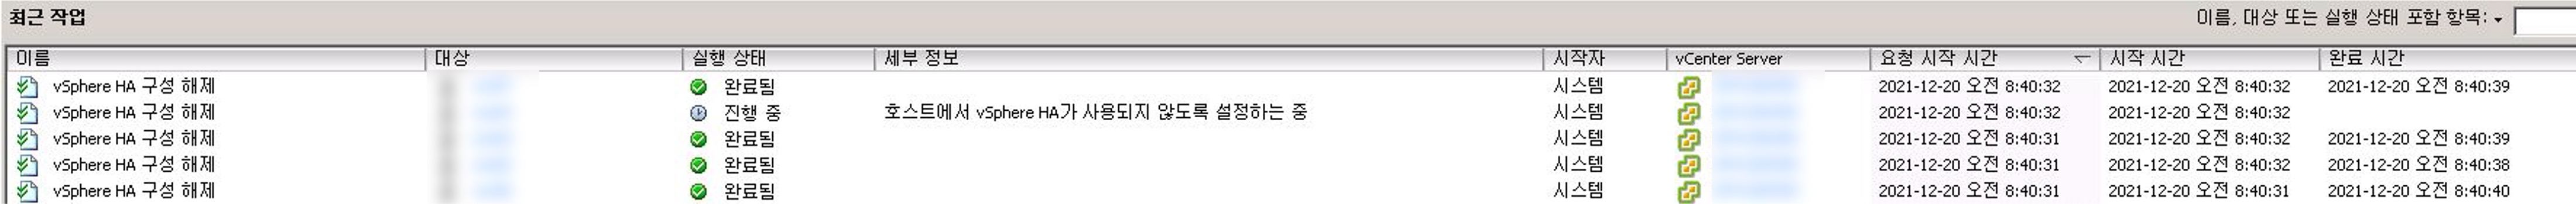 최근 작업 이름, 대상 또는 실행 상태 포함 항목:
이름 대상 실행 상태 세부 정보 시작자 vCenter Server 요청 시작 시간 시작 시간 완료 시간
vSphere HA 구성 해제 완료됨 시스템 2021-12-20 오전 8:40:32 2021-12-20 오전 8:40:32 2021-12-20 오전 8:40:39
vSphere HA 구성 해제 진행 중 호스트에서 vSphere HA가 사용되지 않도록 설정하는 중 시스템 2021-12-20 오전 8:40:32 2021-12-20 오전 8:40:32
vSphere HA 구성 해제 완료됨 시스템 2021-12-20 오전 8:40:31 2021-12-20 오전 8:40:32 2021-12-20 오전 8:40:39
vSphere HA 구성 해제 완료됨 시스템 2021-12-20 오전 8:40:31 2021-12-20 오전 8:40:32 2021-12-20 오전 8:40:38
vSphere HA 구성 해제 완료됨 시스템 2021-12-20 오전 8:40:31 2021-12-20 오전 8:40:31 2021-12-20 오전 8:40:40